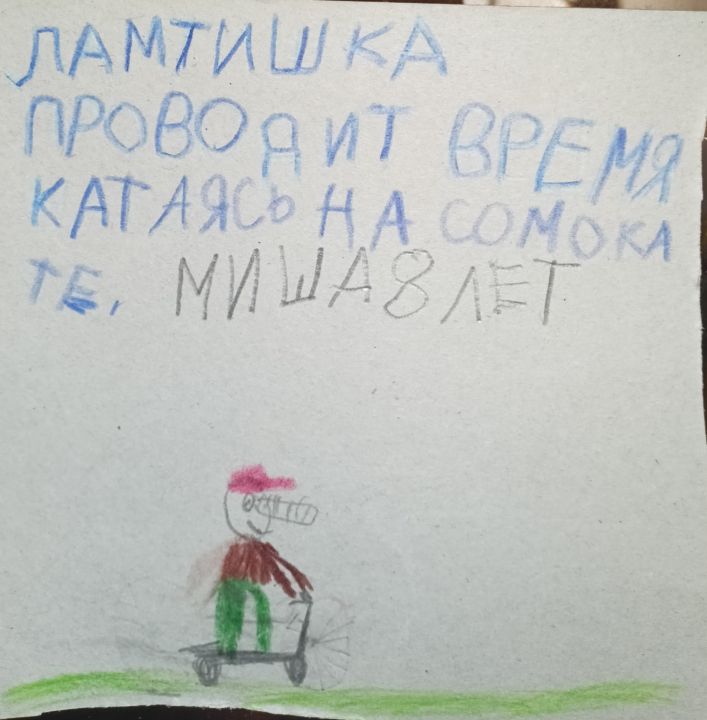 ЛАМТИШКА
ПРОВОДИТ ВРЕМЯ
КАТАЯСЬ НА СОМОКА
ТЕ. МИША 8 ЛЕТ